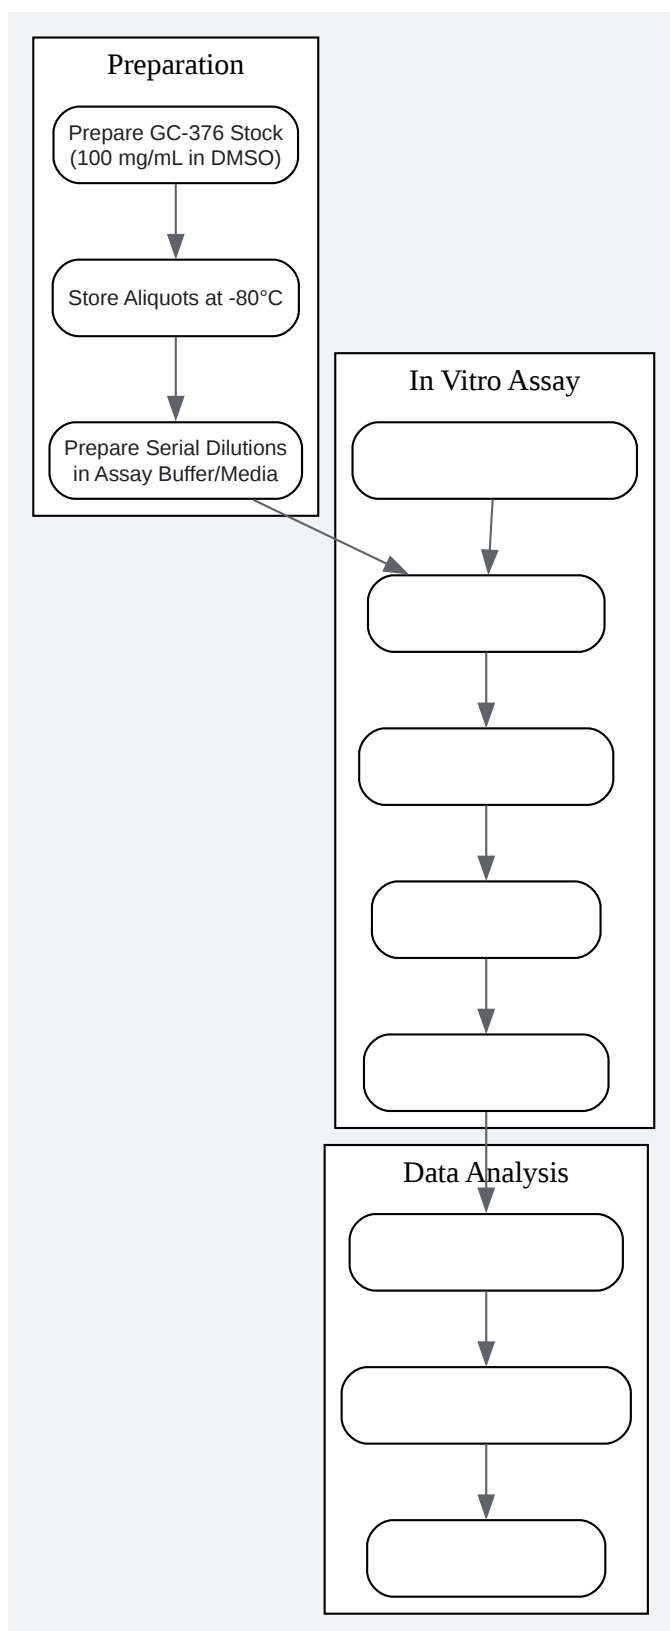 Preparation
Prepare GC-376 Stock
(100 mg/mL in DMSO)
Store Aliquots at -80°C
Prepare Serial Dilutions
in Assay Buffer/Media
In Vitro Assay
Data Analysis